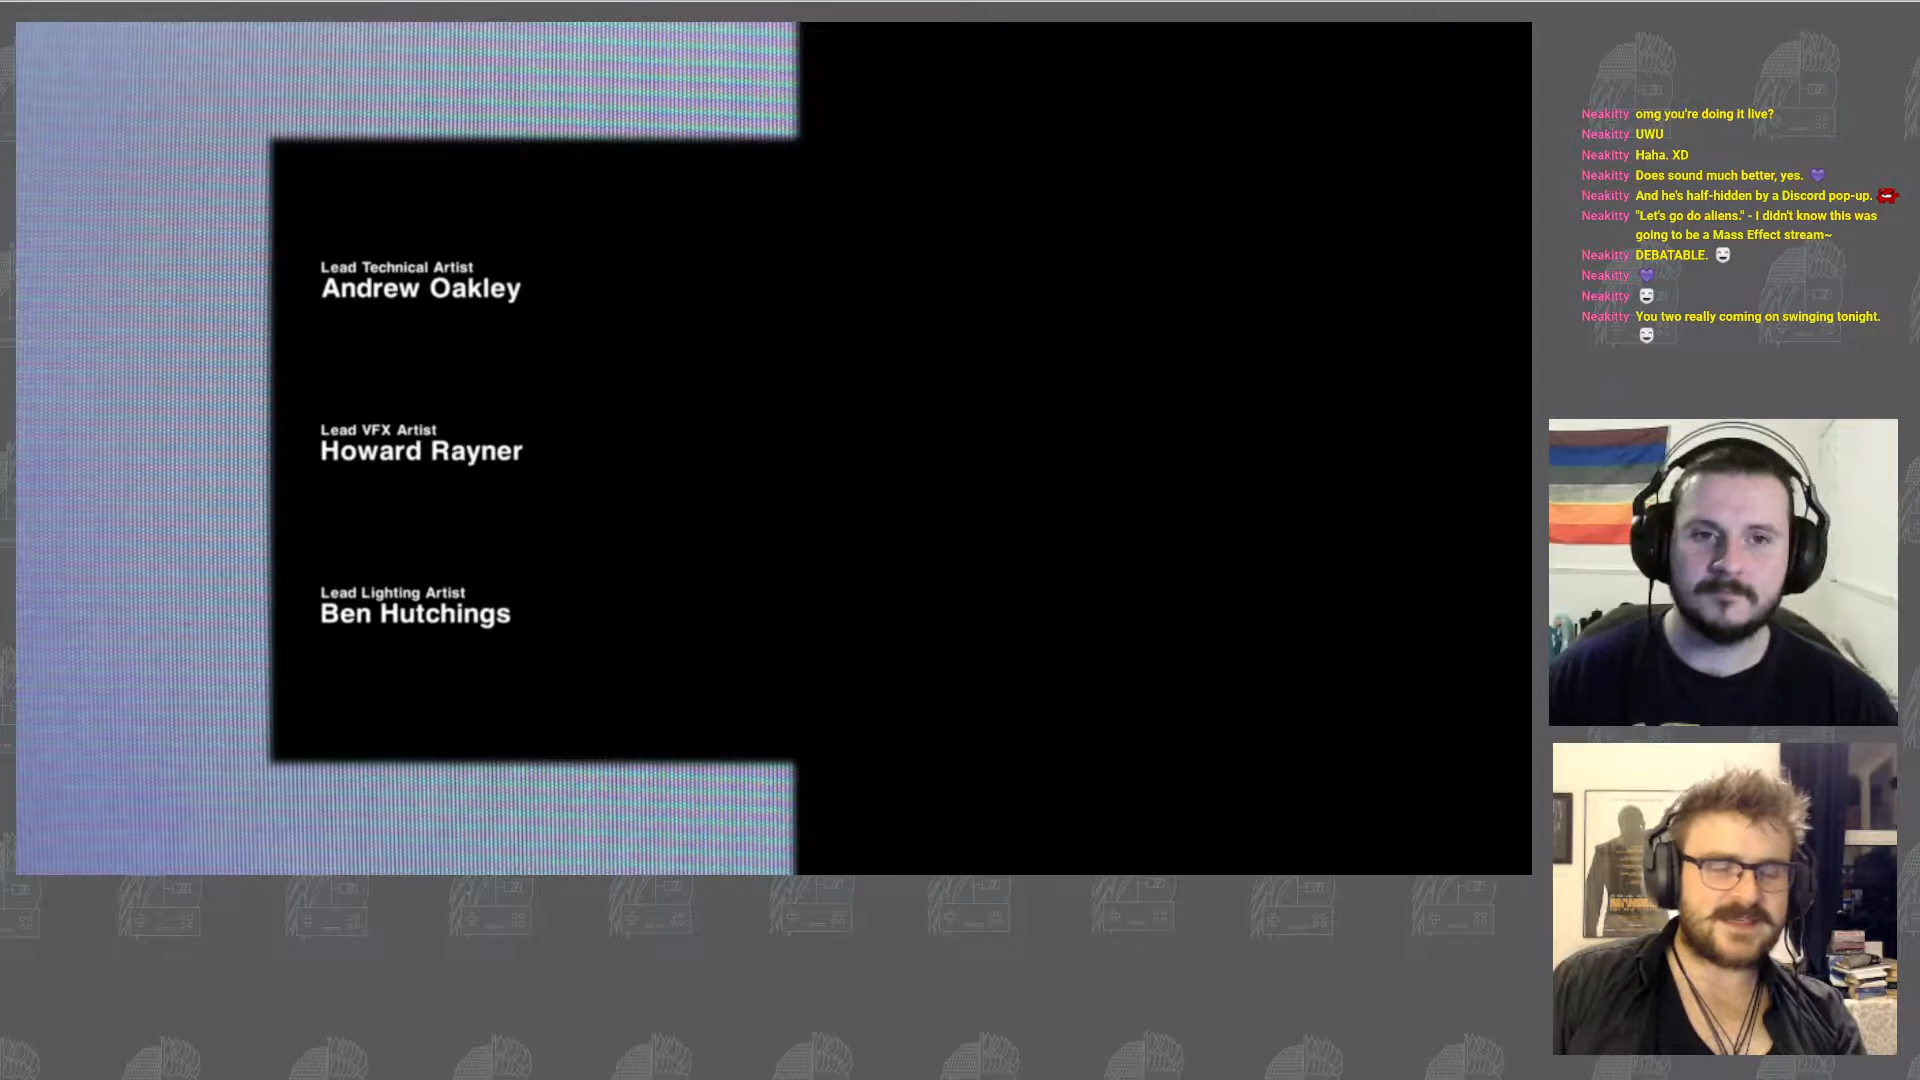 Lead Technical Artist
Andrew Oakley
Lead VFX Artist
Howard Rayner
Lead Lighting Artist
Ben Hutchings
Neakitty omg you're doing it live?
Neakitty UWU
Neakitty Haha. XD
Neakitty Does sound much better, yes.
Neakitty And he's half-hidden by a Discord pop-up.
Neakitty "Let's go do aliens." - I didn't know this was
going to be a Mass Effect stream~
Neakitty DEBATABLE.
Neakitty
Neakitty
Neakitty You two really coming on swinging tonight.